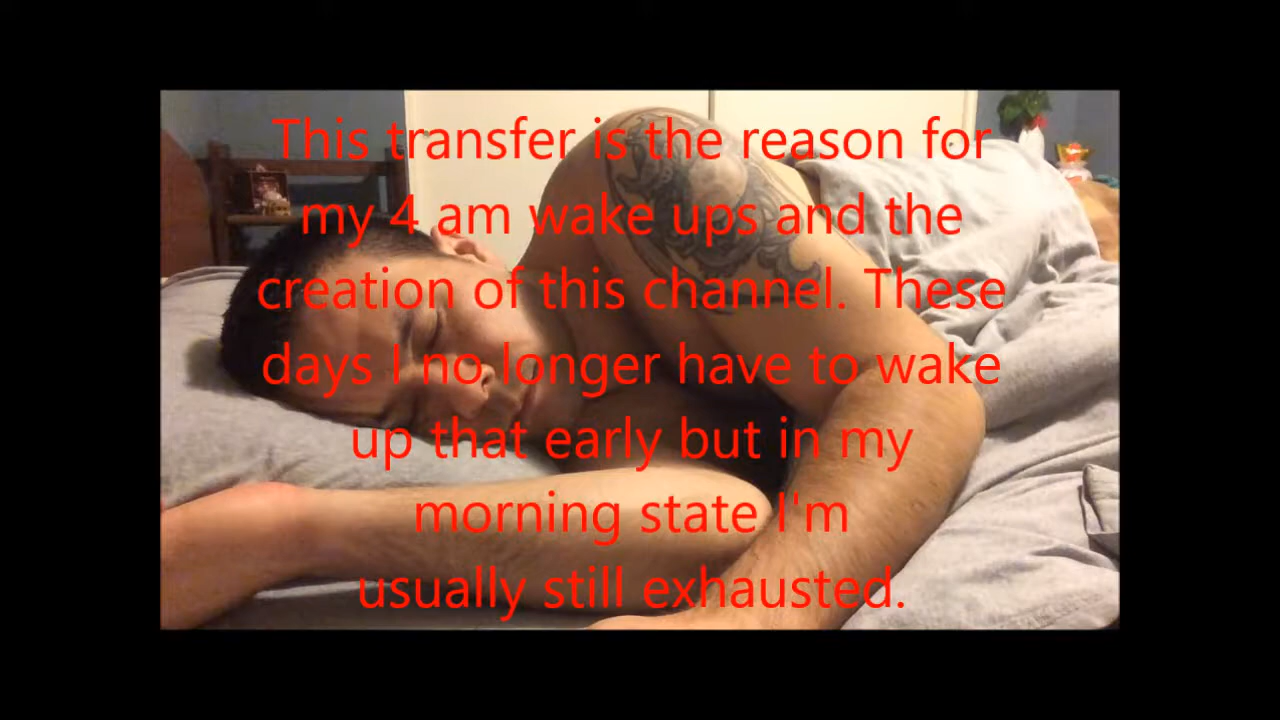 This transfer is the reason for
my 4 am wake ups and the
creation of this channel. These
days I no longer have to wake
up that early but in my
morning state I'm
usually still exhausted.